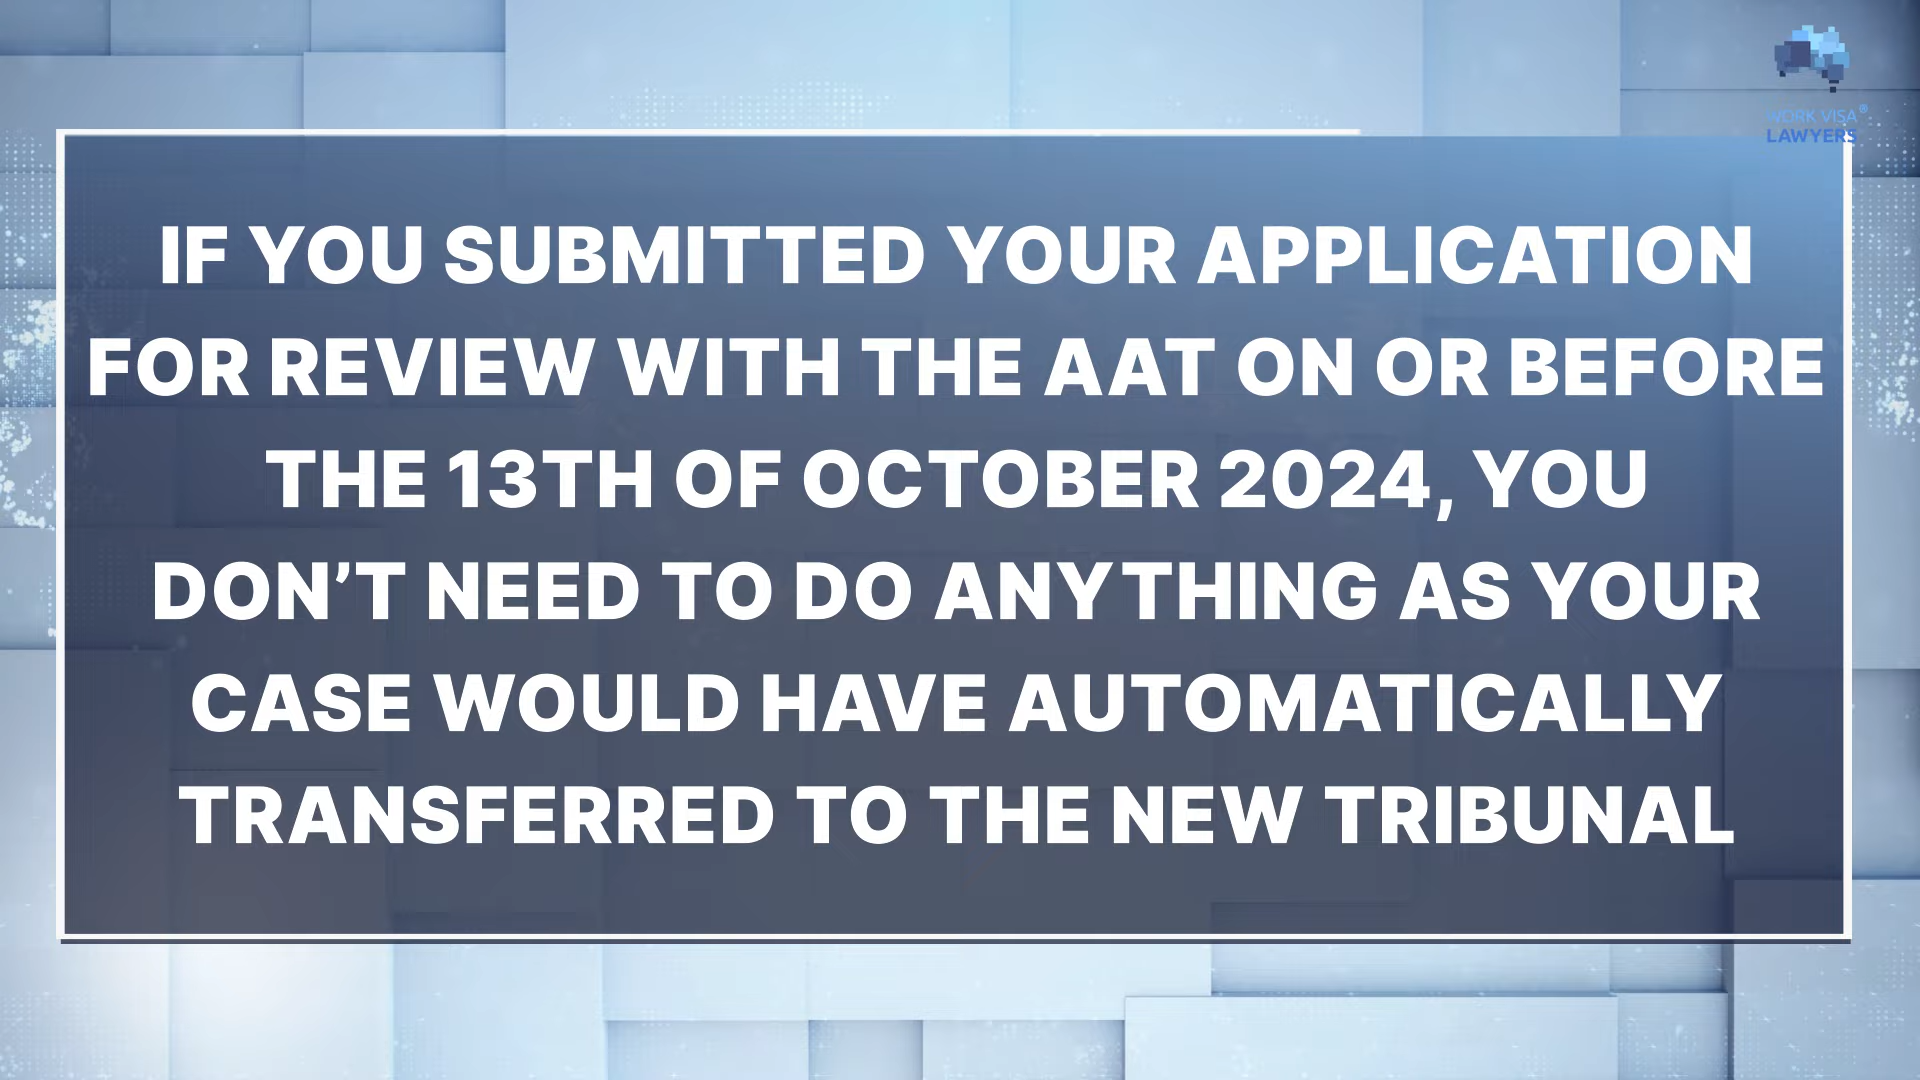 WORK VISA®
LAWYERS
IF YOU SUBMITTED YOUR APPLICATION
FOR REVIEW WITH THE AAT ON OR BEFORE
THE 13TH OF OCTOBER 2024, YOU
DON’T NEED TO DO ANYTHING AS YOUR
CASE WOULD HAVE AUTOMATICALLY
TRANSFERRED TO THE NEW TRIBUNAL